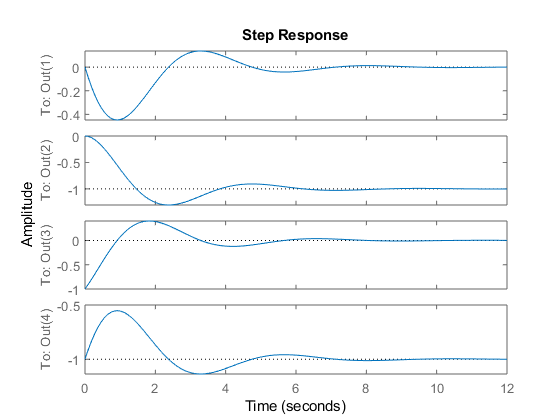 Step Response
Amplitude
To: Out(1)
0
-0.2
-0.4
To: Out(2)
0
-0.5
-1
To: Out(3)
0
-0.5
-1
To: Out(4)
-0.5
-1
0 2 4 6 8 10 12
Time (seconds)